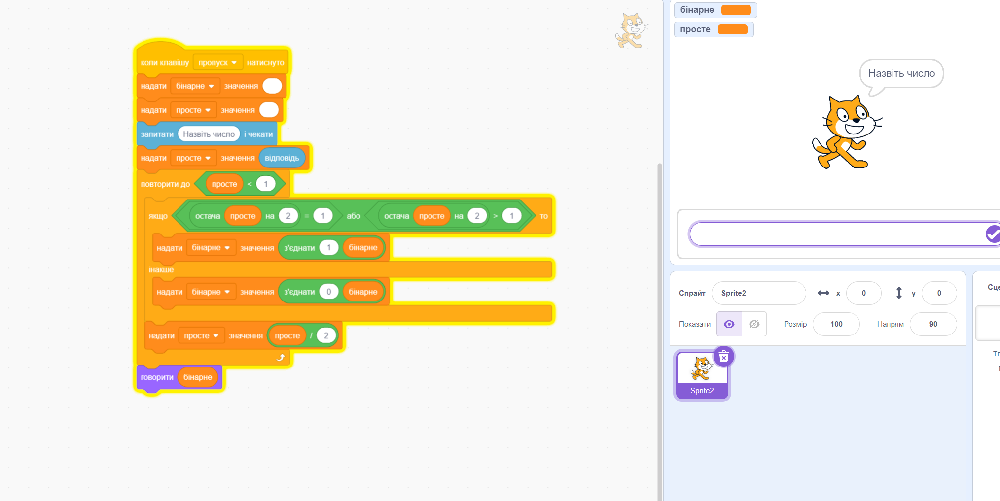 коли клавішу пропуск натиснуто
надати бінарне значення
надати просте значення
запитати Назвіть число і чекати
надати просте значення відповідь
повторити до просте < 1
якщо остача просте на 2 = 1 або остача просте на 2 > 1 то
надати бінарне значення з'єднати 1 бінарне
інакше
надати бінарне значення з'єднати 0 бінарне
надати просте значення просте / 2
говорити бінарне
бінарне
просте
Назвіть число
Спрайт Sprite2 x 0 y 0
Показати Розмір 100 Напрям 90
Sprite2
Сце
Тл
1